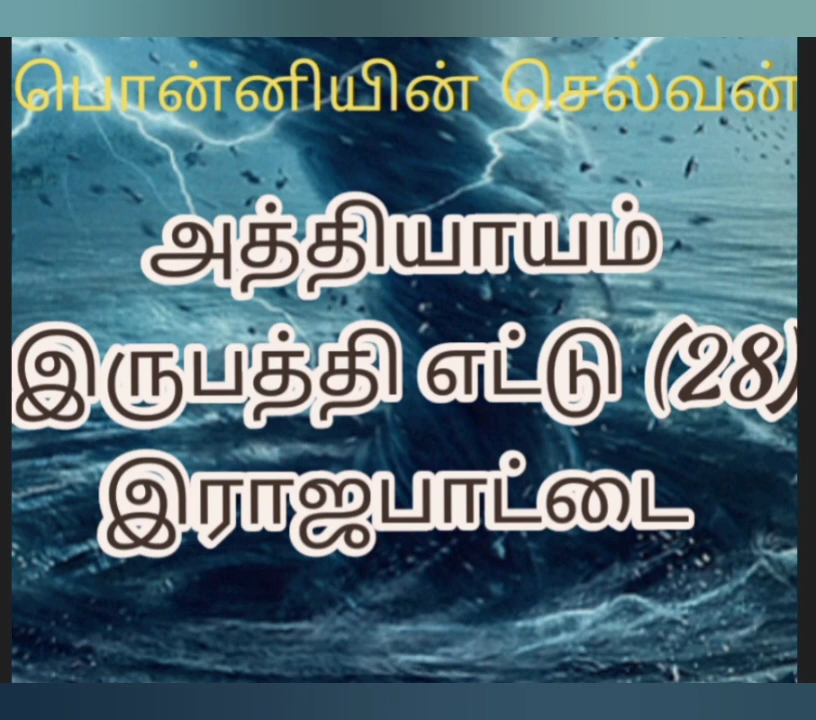 பொன்னியின் செல்வன்
அத்தியாயம்
இருபத்தி எட்டு (28)
இராஜபாட்டை